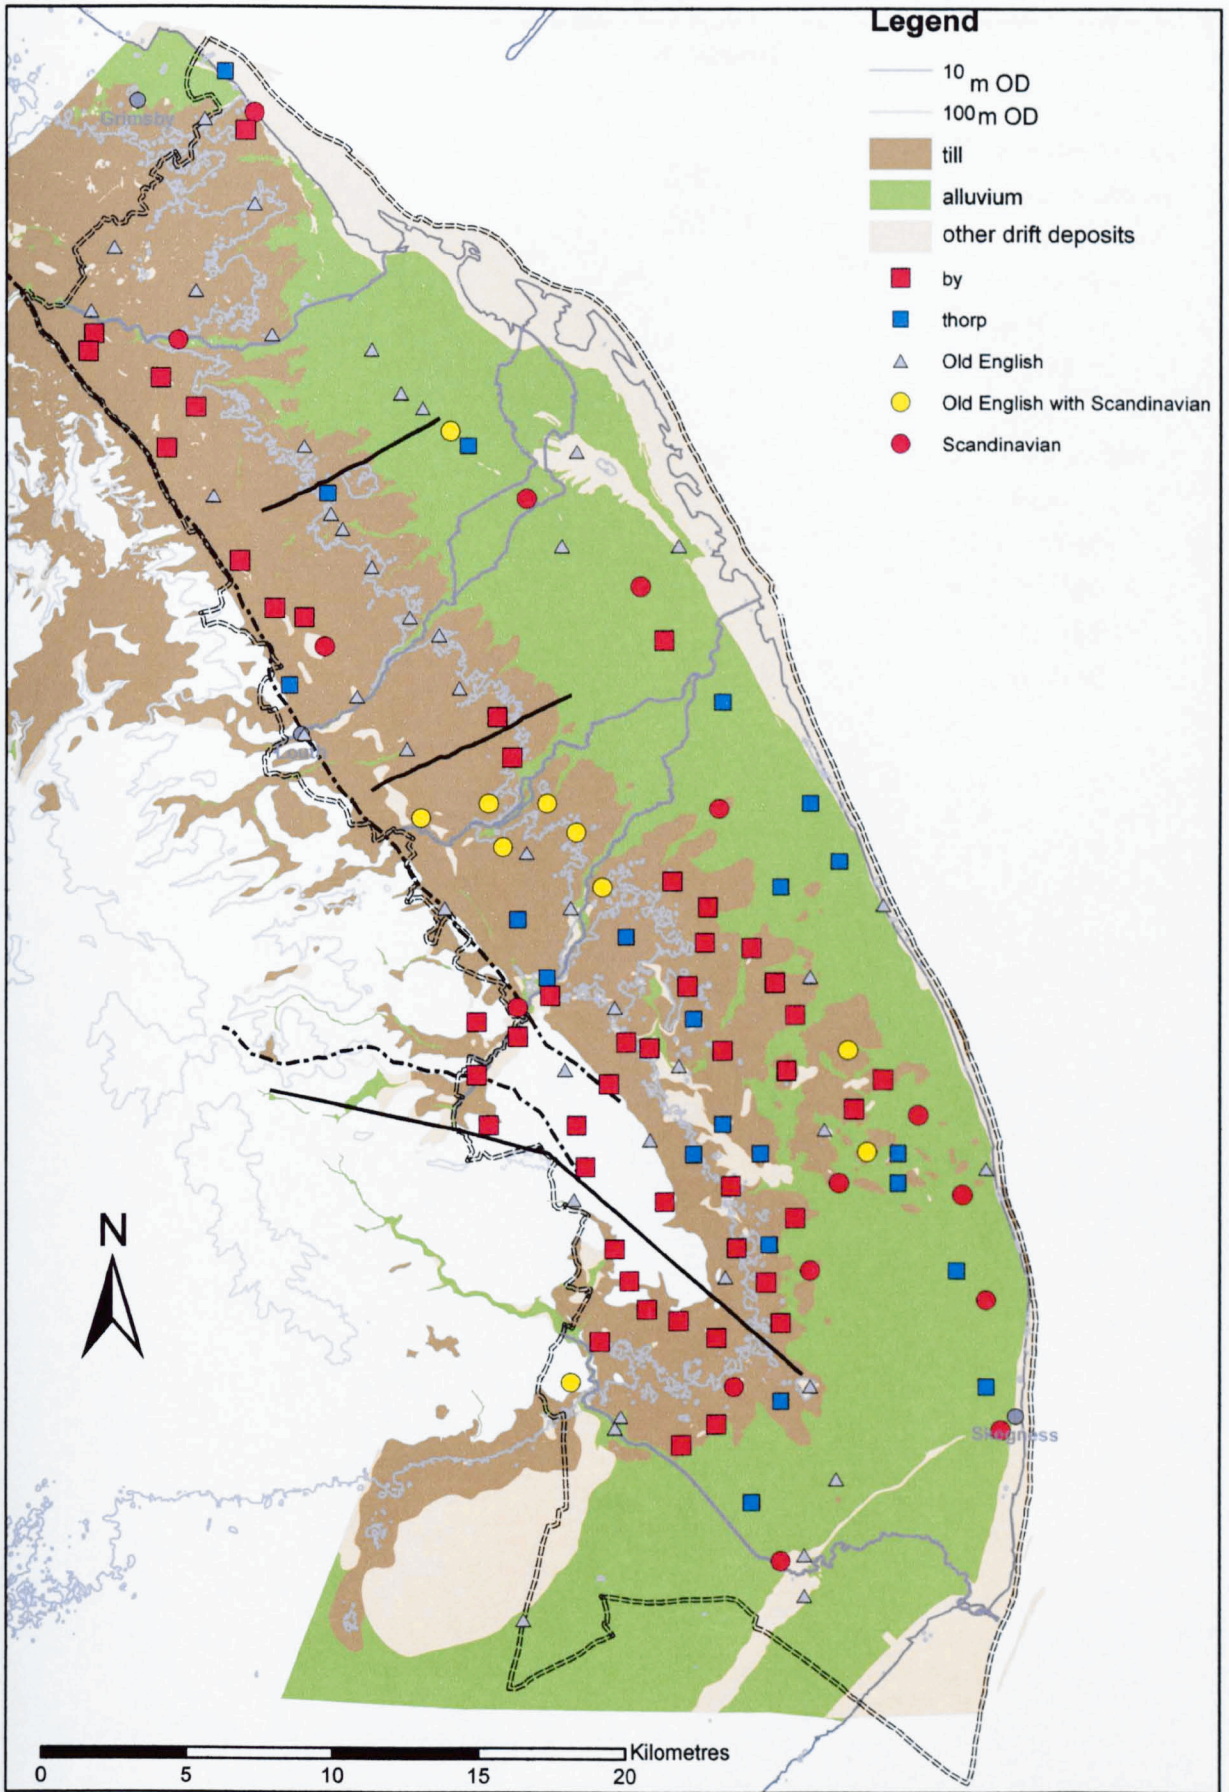 Legend
10 m OD
100 m OD
till
alluvium
other drift deposits
by
thorp
Old English
Old English with Scandinavian
Scandinavian
Grimsby
Louth
N
Skegness
Kilometres
0 5 10 15 20